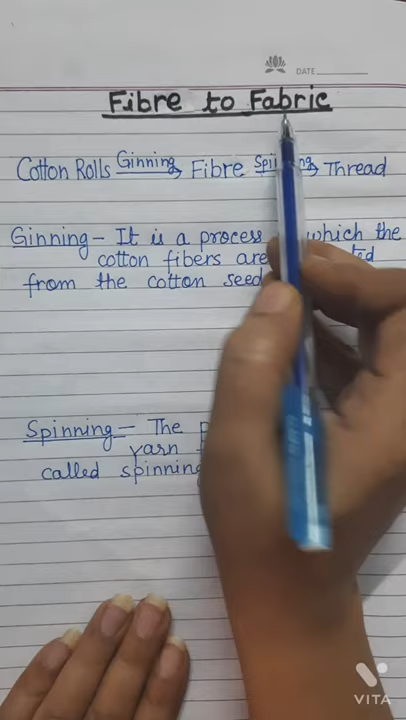 DATE
Fibre to Fabric
Cotton Rolls Ginning Fibre Thread
Ginning - It is a process which the
cotton fibers are
from the cotton seed
Spinning - The
yarn
called spinning
VITA